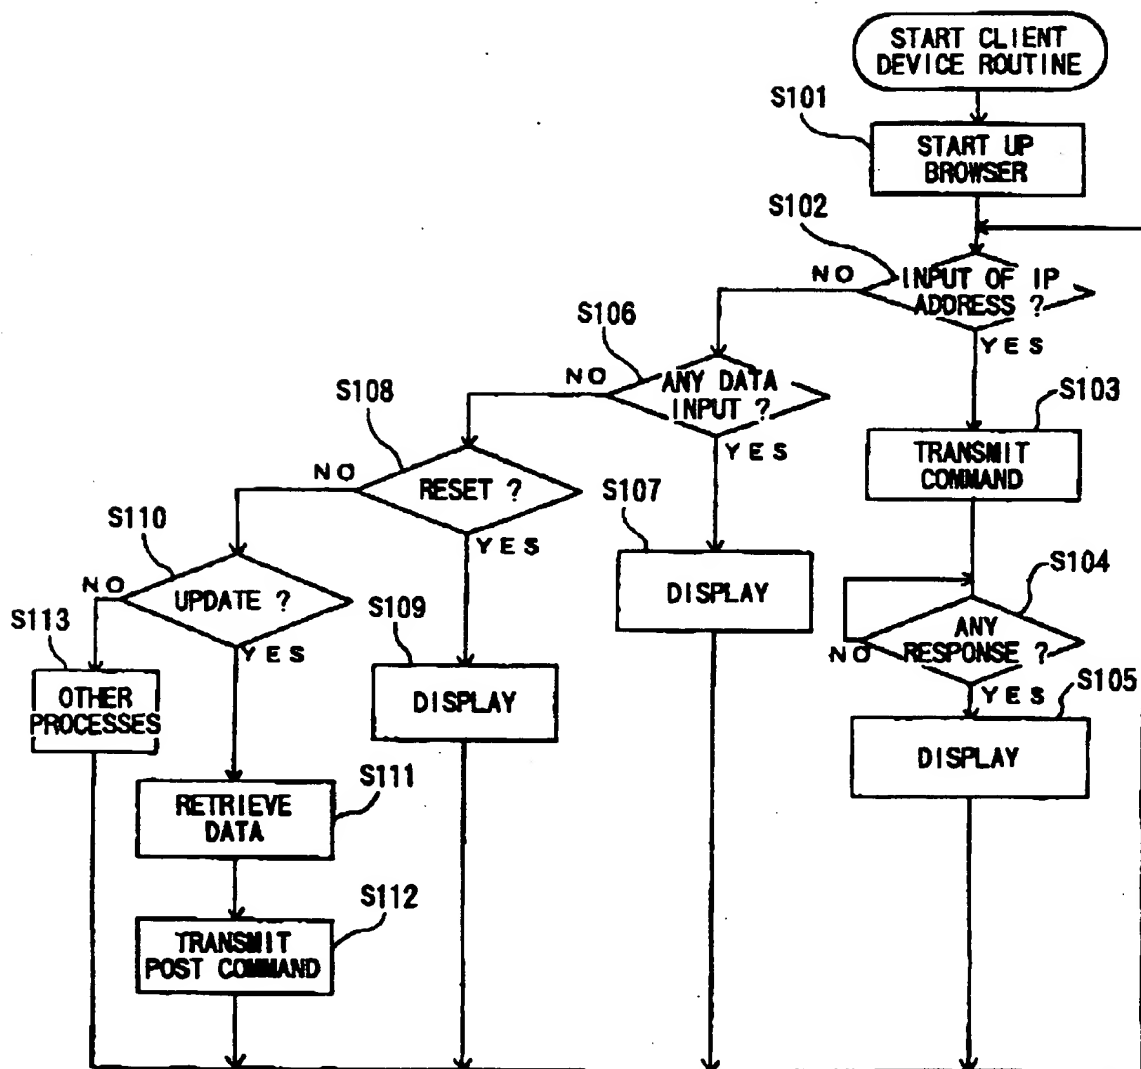 START CLIENT
DEVICE ROUTINE
S101
START UP
BROWSER
S102
NO
INPUT OF IP
ADDRESS ?
YES
S106
NO
ANY DATA
INPUT ?
YES
S103
TRANSMIT
COMMAND
S108
NO
RESET ?
YES
S107
DISPLAY
S104
ANY
RESPONSE ?
NO
YES
S110
NO
UPDATE ?
YES
S109
DISPLAY
S105
DISPLAY
S113
OTHER
PROCESSES
S111
RETRIEVE
DATA
S112
TRANSMIT
POST COMMAND